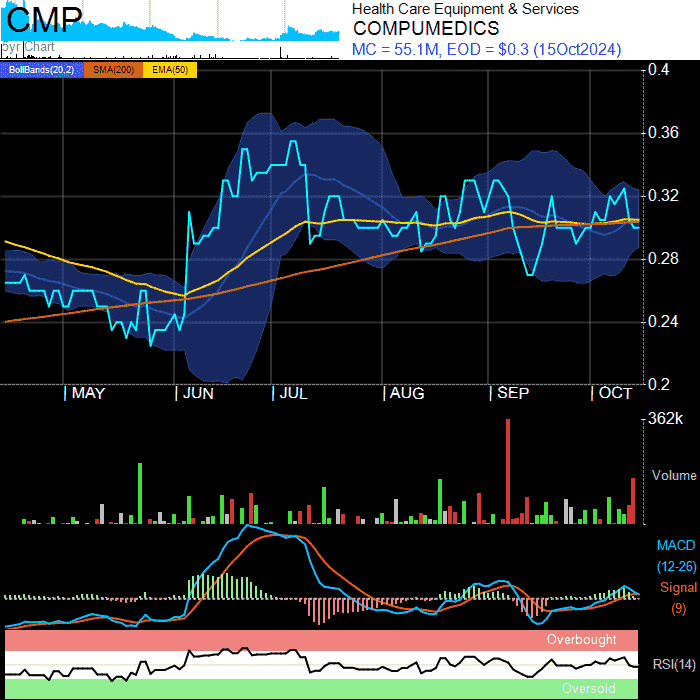 CMP
5yr Chart
Health Care Equipment & Services
COMPUMEDICS
MC = 55.1M, EOD = $0.3 (15Oct2024)
BollBands(20,2) SMA(200) EMA(50)
0.4
0.36
0.32
0.28
0.24
0.2
MAY JUN JUL AUG SEP OCT
362k
Volume
MACD
(12-26)
Signal
(9)
Overbought
RSI(14)
Oversold